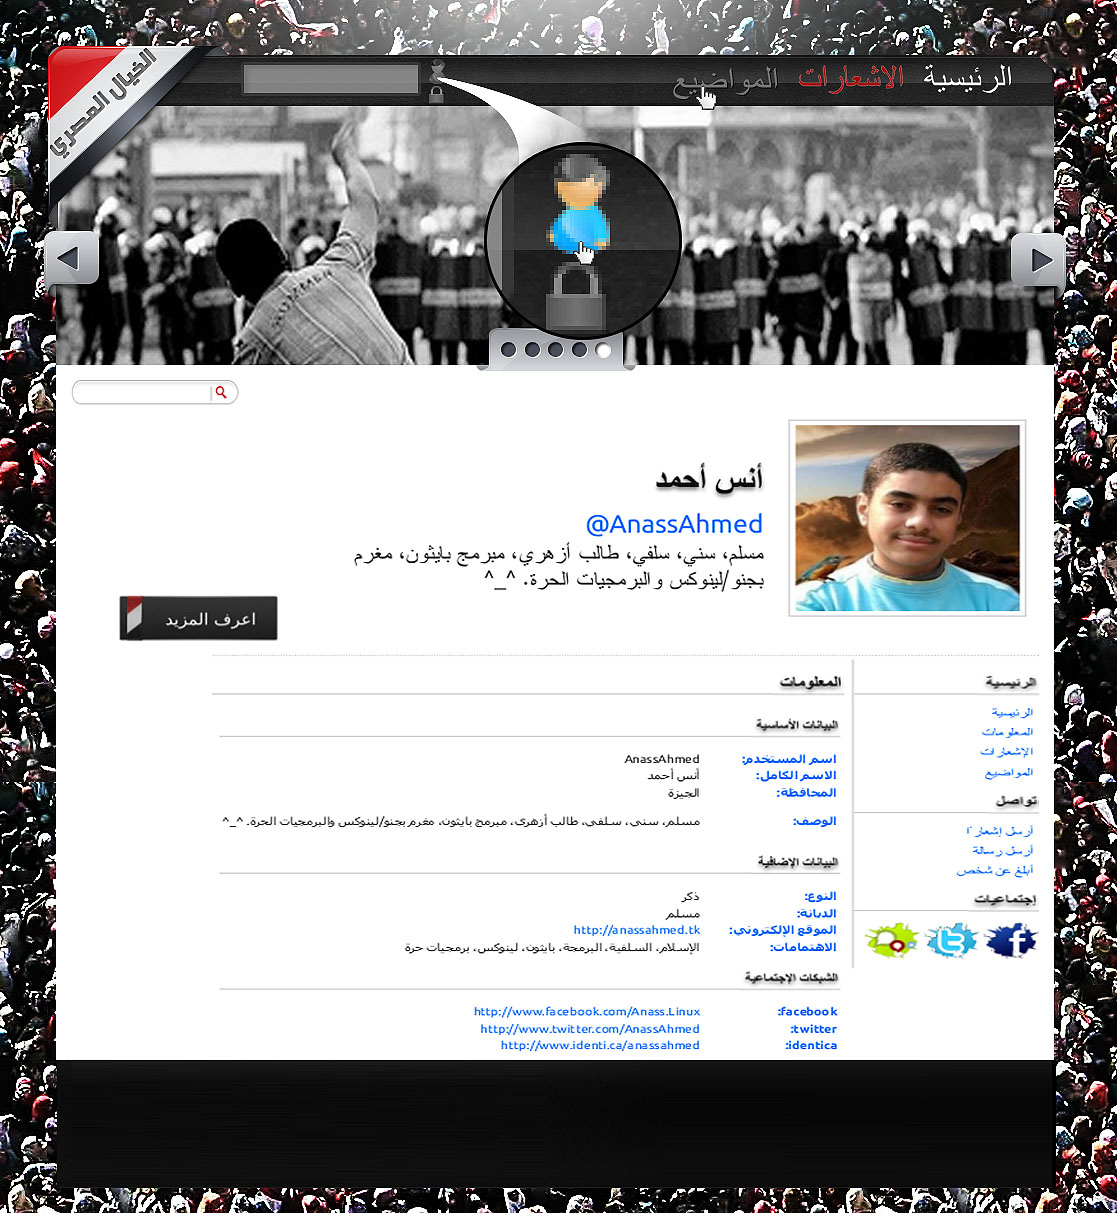 الخيال المصري
الرئيسية
الاشعارات
المواضيع
أنس أحمد
@AnassAhmed
مسلم، سني، سلفي، طالب أزهري، مبرمج بايثون، مغرم
بجنو/لينوكس والبرمجيات الحرة. ^_^
اعرف المزيد
الرئيسية
الرئيسية
المعلومات
الإشعارات
المواضيع
تواصل
أرسل إشعارًا
أرسل رسالة
أبلغ عن شخص
إجتماعيات
المعلومات
البيانات الأساسية
اسم المستخدم: AnassAhmed
الاسم الكامل: أنس أحمد
المحافظة: الجيزة
الوصف: مسلم، سني، سلفي، طالب أزهري، مبرمج بايثون، مغرم بجنو/لينوكس والبرمجيات الحرة. ^_^
البيانات الإضافية
النوع: ذكر
الديانة: مسلم
الموقع الإلكتروني: http://anassahmed.tk
الاهتمامات: الإسلام، السلفية، البرمجة، بايثون، لينوكس، برمجيات حرة
الشبكات الإجتماعية
facebook: http://www.facebook.com/Anass.Linux
twitter: http://www.twitter.com/AnassAhmed
identica: http://www.identi.ca/anassahmed